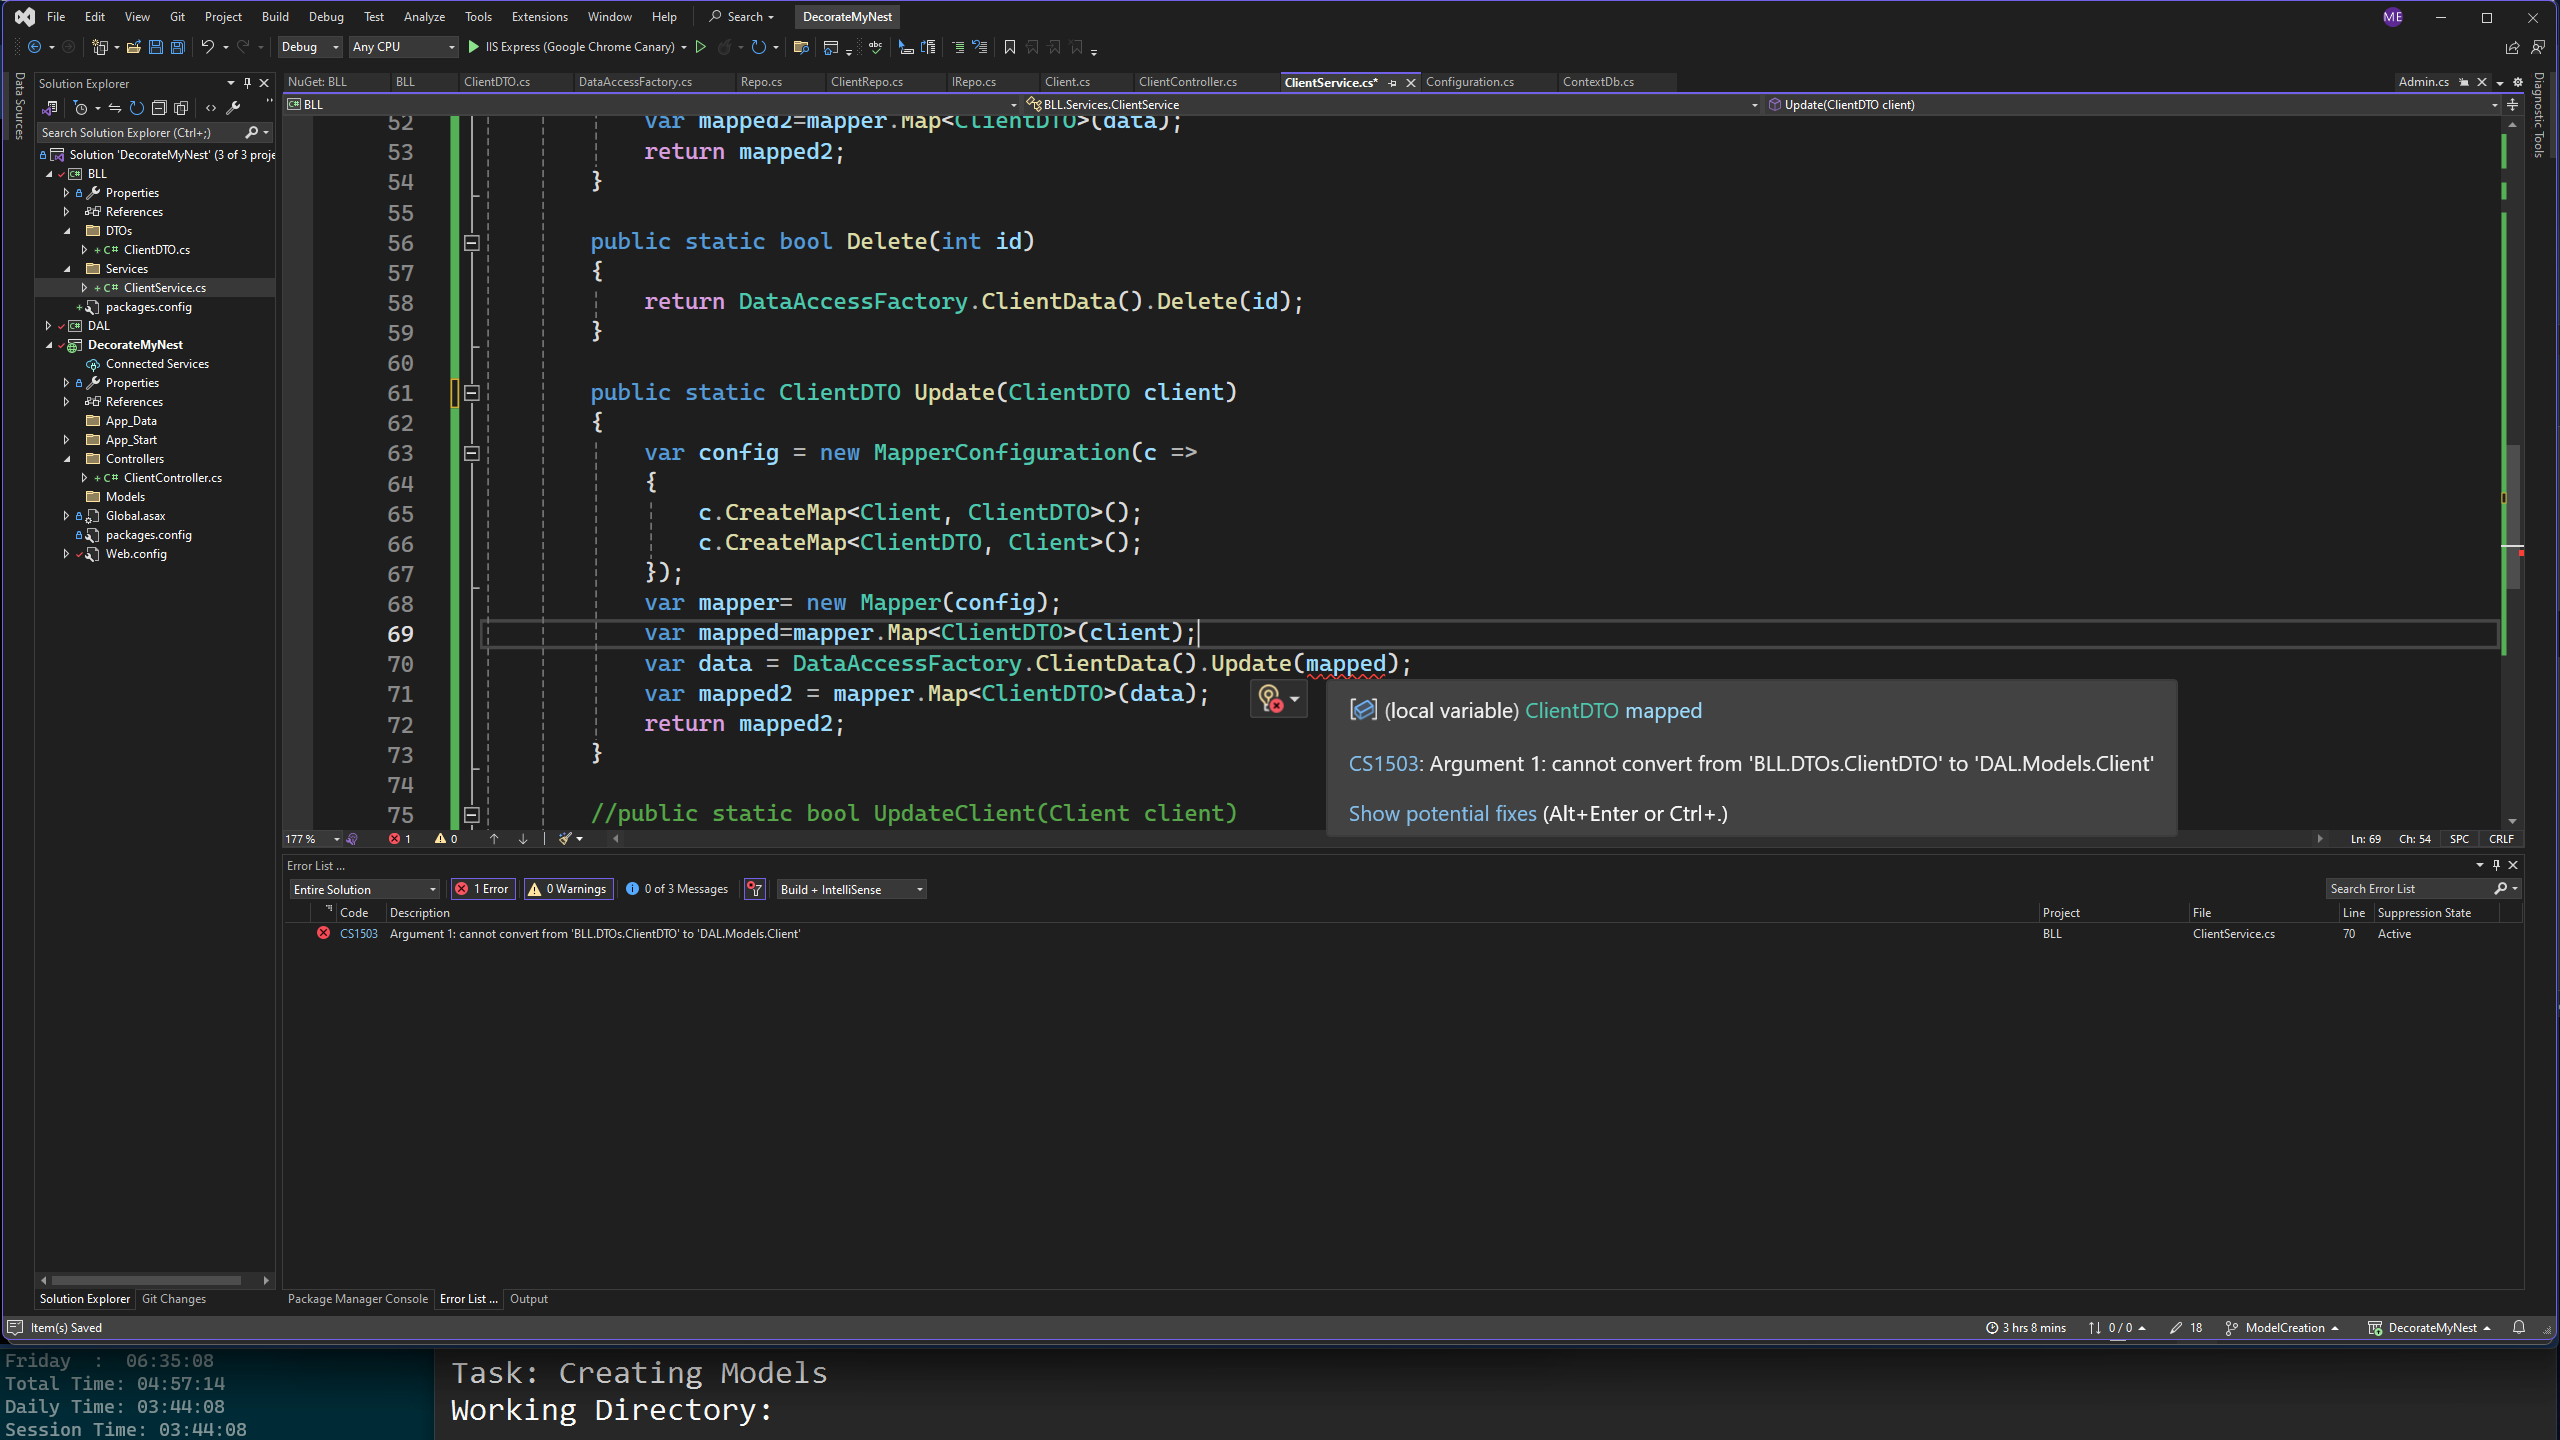 File Edit View Git Project Build Debug Test Analyze Tools Extensions Window Help Search DecorateMyNest ME
Debug Any CPU IIS Express (Google Chrome Canary)
Data Sources
Solution Explorer
Search Solution Explorer (Ctrl+;)
Solution 'DecorateMyNest' (3 of 3 proje
BLL
Properties
References
DTOs
C# ClientDTO.cs
Services
C# ClientService.cs
packages.config
DAL
DecorateMyNest
Connected Services
Properties
References
App_Data
App_Start
Controllers
C# ClientController.cs
Models
Global.asax
packages.config
Web.config
Solution Explorer Git Changes
NuGet: BLL BLL ClientDTO.cs DataAccessFactory.cs Repo.cs ClientRepo.cs IRepo.cs Client.cs ClientController.cs ClientService.cs* Configuration.cs ContextDb.cs Admin.cs
Diagnostic Tools
BLL BLL.Services.ClientService Update(ClientDTO client)
52 var mapped2=mapper.Map<ClientDTO>(data);
53 return mapped2;
54 }
55
56 public static bool Delete(int id)
57 {
58 return DataAccessFactory.ClientData().Delete(id);
59 }
60
61 public static ClientDTO Update(ClientDTO client)
62 {
63 var config = new MapperConfiguration(c =>
64 {
65 c.CreateMap<Client, ClientDTO>();
66 c.CreateMap<ClientDTO, Client>();
67 });
68 var mapper= new Mapper(config);
69 var mapped=mapper.Map<ClientDTO>(client);
70 var data = DataAccessFactory.ClientData().Update(mapped);
71 var mapped2 = mapper.Map<ClientDTO>(data);
72 return mapped2;
73 }
74
75 //public static bool UpdateClient(Client client)
(local variable) ClientDTO mapped
CS1503: Argument 1: cannot convert from 'BLL.DTOs.ClientDTO' to 'DAL.Models.Client'
Show potential fixes (Alt+Enter or Ctrl+.)
177 % 1 0 Ln: 69 Ch: 54 SPC CRLF
Error List ...
Entire Solution 1 Error 0 Warnings 0 of 3 Messages Build + IntelliSense Search Error List
Code Description Project File Line Suppression State
CS1503 Argument 1: cannot convert from 'BLL.DTOs.ClientDTO' to 'DAL.Models.Client' BLL ClientService.cs 70 Active
Package Manager Console Error List ... Output
Item(s) Saved 3 hrs 8 mins 0 / 0 18 ModelCreation DecorateMyNest
Friday : 06:35:08
Total Time: 04:57:14
Daily Time: 03:44:08
Session Time: 03:44:08
Task: Creating Models
Working Directory: